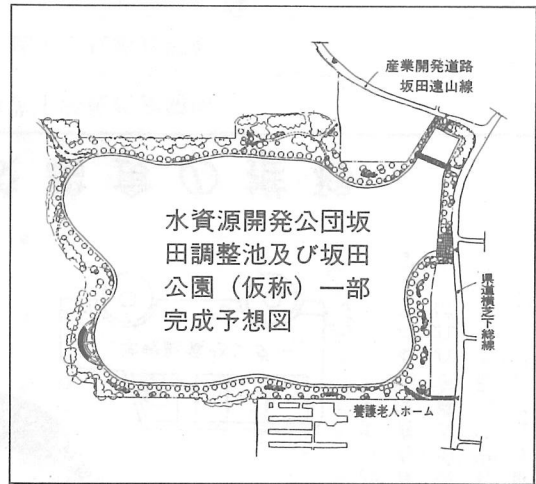 産業開発道路
坂田遠山線
水資源開発公団坂
田調整池及び坂田
公園（仮称）一部
完成予想図
県道横芝下総線
養護老人ホーム